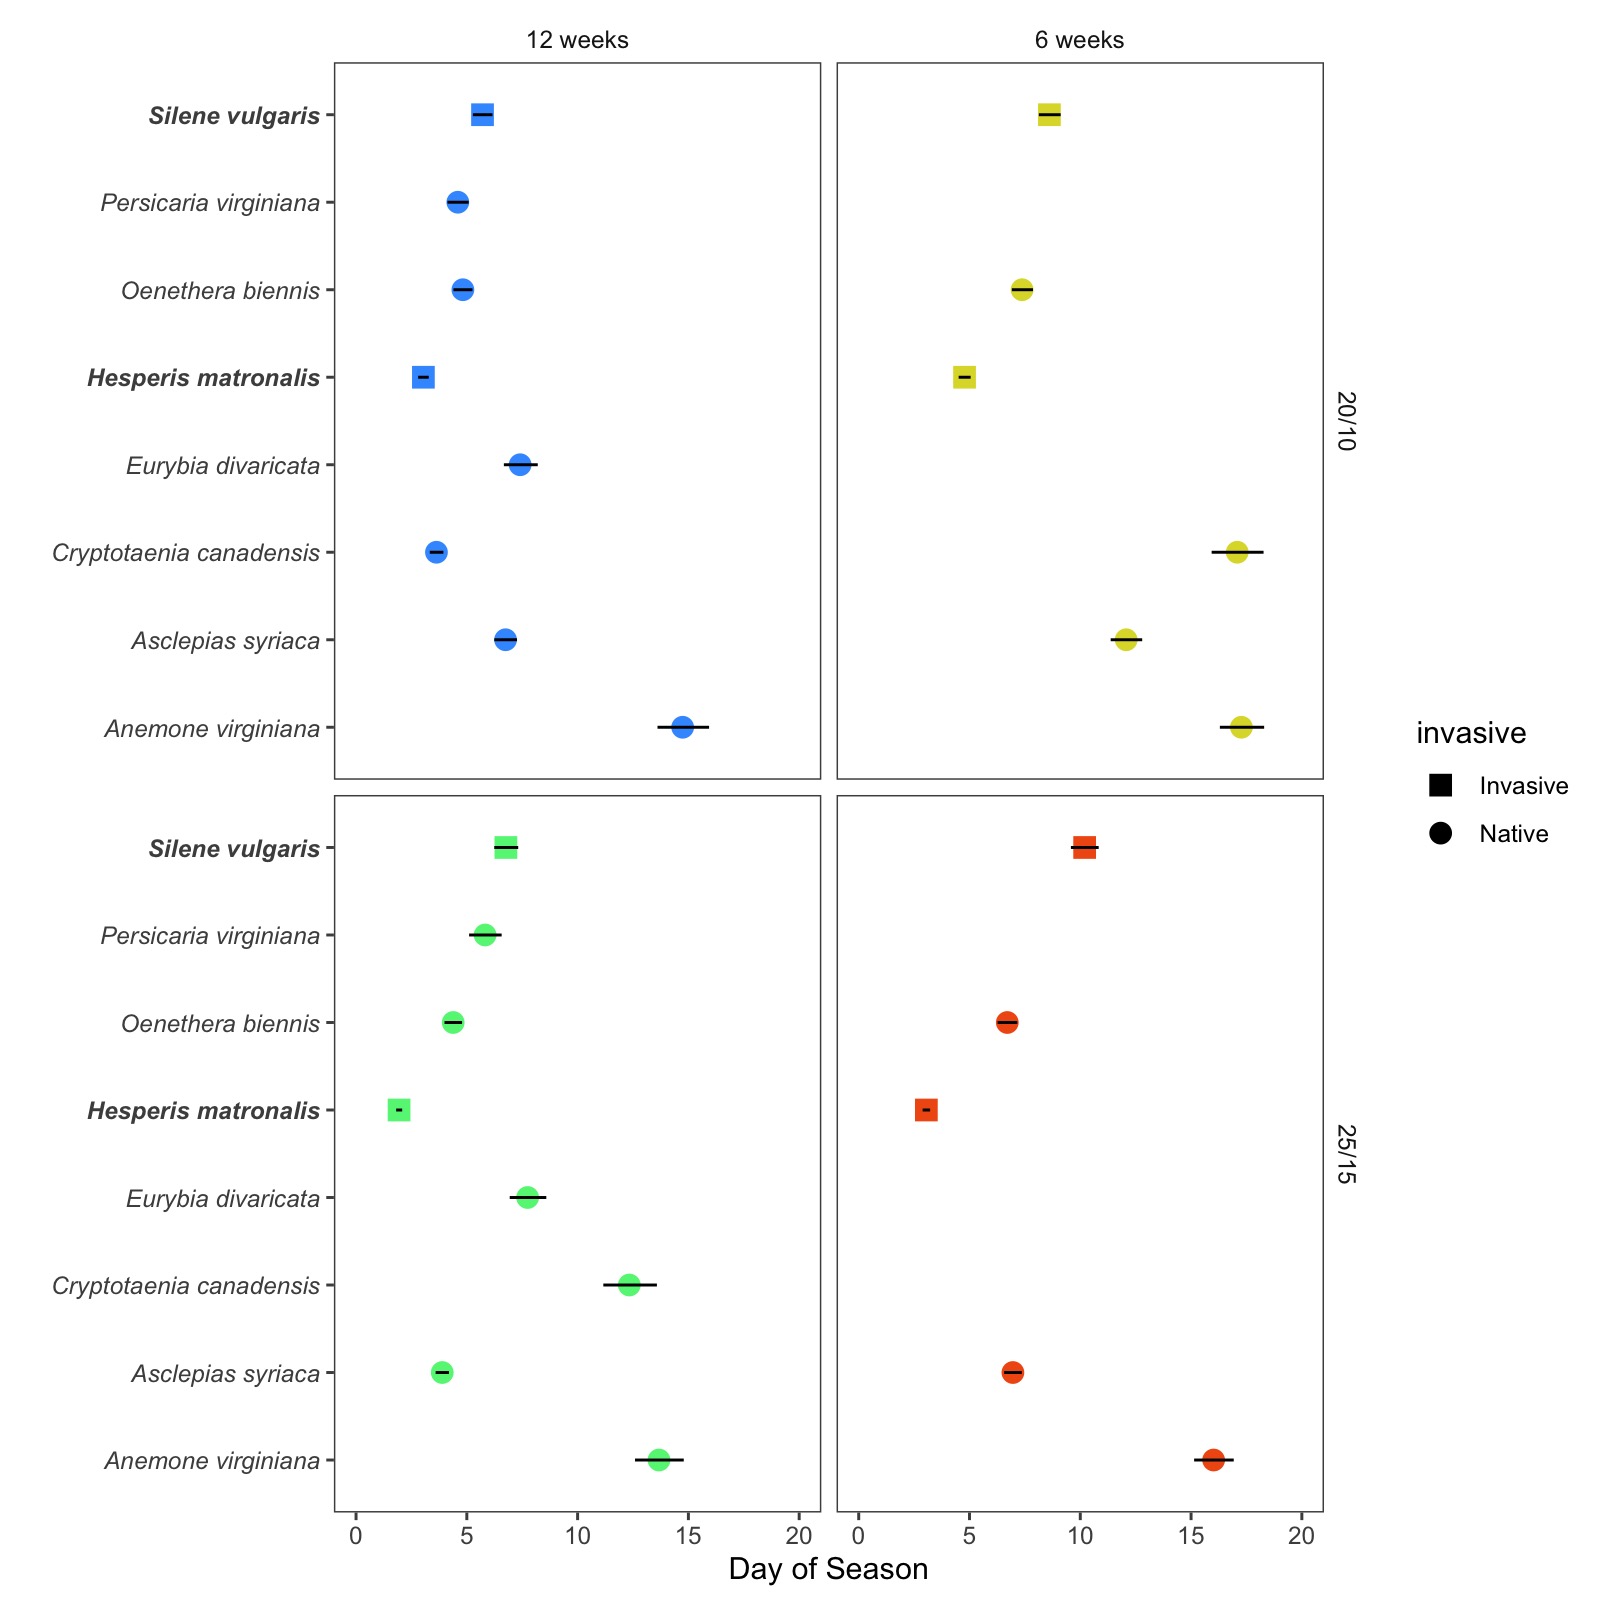 12 weeks 6 weeks
Silene vulgaris
Persicaria virginiana
Oenethera biennis
Hesperis matronalis
Eurybia divaricata
Cryptotaenia canadensis
Asclepias syriaca
Anemone virginiana
20/10
Silene vulgaris
Persicaria virginiana
Oenethera biennis
Hesperis matronalis
Eurybia divaricata
Cryptotaenia canadensis
Asclepias syriaca
Anemone virginiana
25/15
0 5 10 15 20 0 5 10 15 20
Day of Season
invasive
Invasive
Native